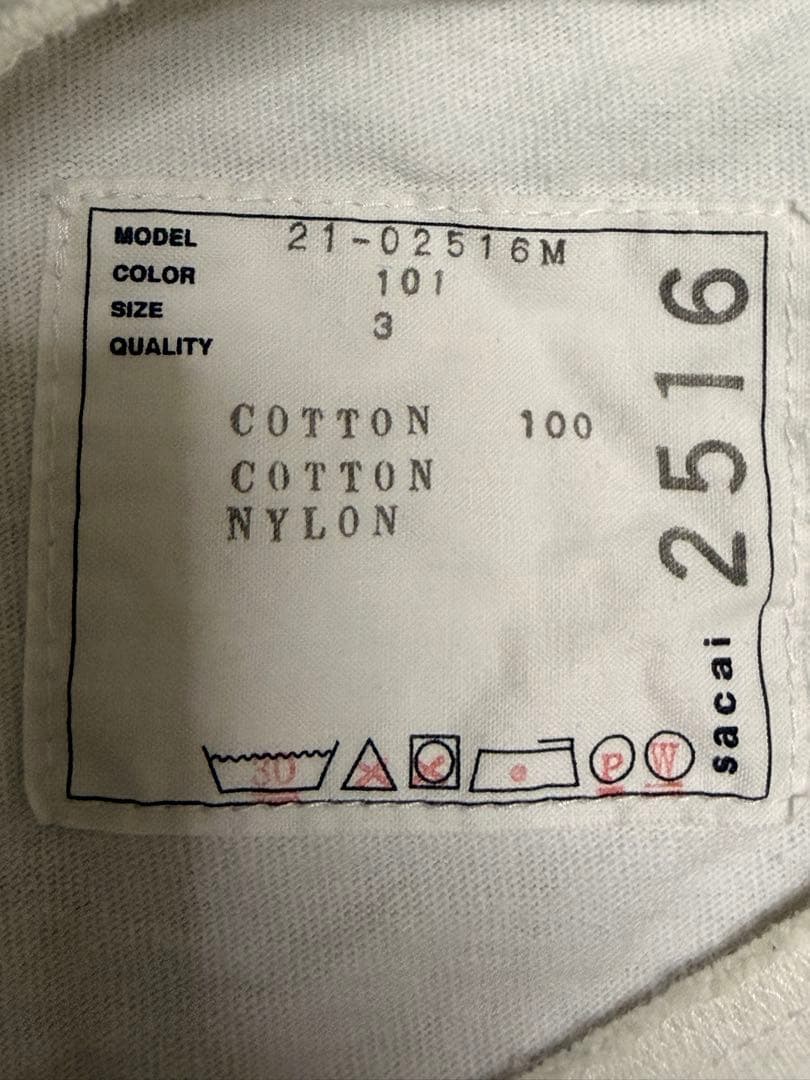 MODEL 21-02516M
COLOR 101
SIZE 3
QUALITY
COTTON 100
COTTON
NYLON
30
P
W
sacai 2516